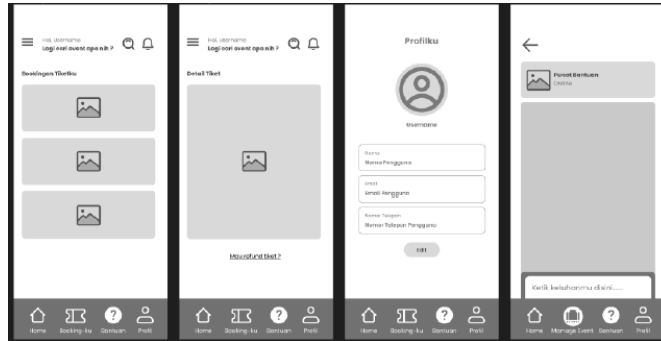 Hai, Username
Lagi cari event apa nih ?
Bookingan Tiketku
Home
Booking-ku
Bantuan
Profil
Hai, Username
Lagi cari event apa nih ?
Detail Tiket
Mau refund tiket ?
Home
Booking-ku
Bantuan
Profil
Profilku
Username
Nama
Nama Pengguna
Email
Email Pengguna
Nomor Telepon
Nomor Telepon Pengguna
Edit
Home
Booking-ku
Bantuan
Profil
Pusat Bantuan
Online
Ketik keluhanmu disini.....
Home
Manage Event
Bantuan
Profil